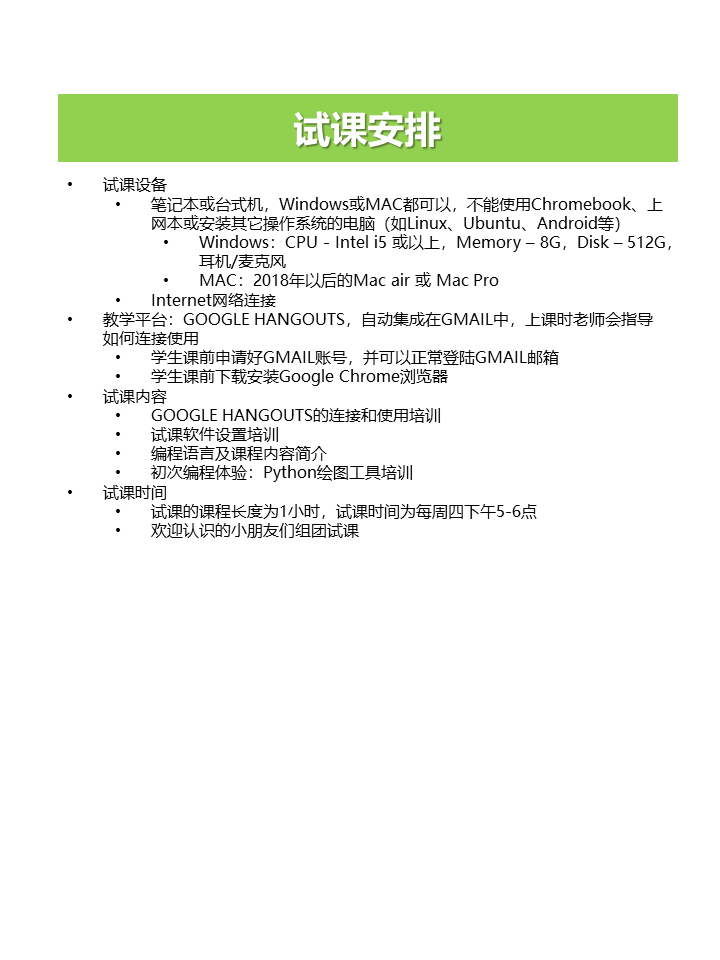 试课安排
• 试课设备
• 笔记本或台式机，Windows或MAC都可以，不能使用Chromebook、上
网本或安装其它操作系统的电脑（如Linux、Ubuntu、Android等）
• Windows：CPU - Intel i5 或以上，Memory – 8G，Disk – 512G，
耳机/麦克风
• MAC：2018年以后的Mac air 或 Mac Pro
• Internet网络连接
• 教学平台：GOOGLE HANGOUTS，自动集成在GMAIL中，上课时老师会指导
如何连接使用
• 学生课前申请好GMAIL账号，并可以正常登陆GMAIL邮箱
• 学生课前下载安装Google Chrome浏览器
• 试课内容
• GOOGLE HANGOUTS的连接和使用培训
• 试课软件设置培训
• 编程语言及课程内容简介
• 初次编程体验：Python绘图工具培训
• 试课时间
• 试课的课程长度为1小时，试课时间为每周四下午5-6点
• 欢迎认识的小朋友们组团试课